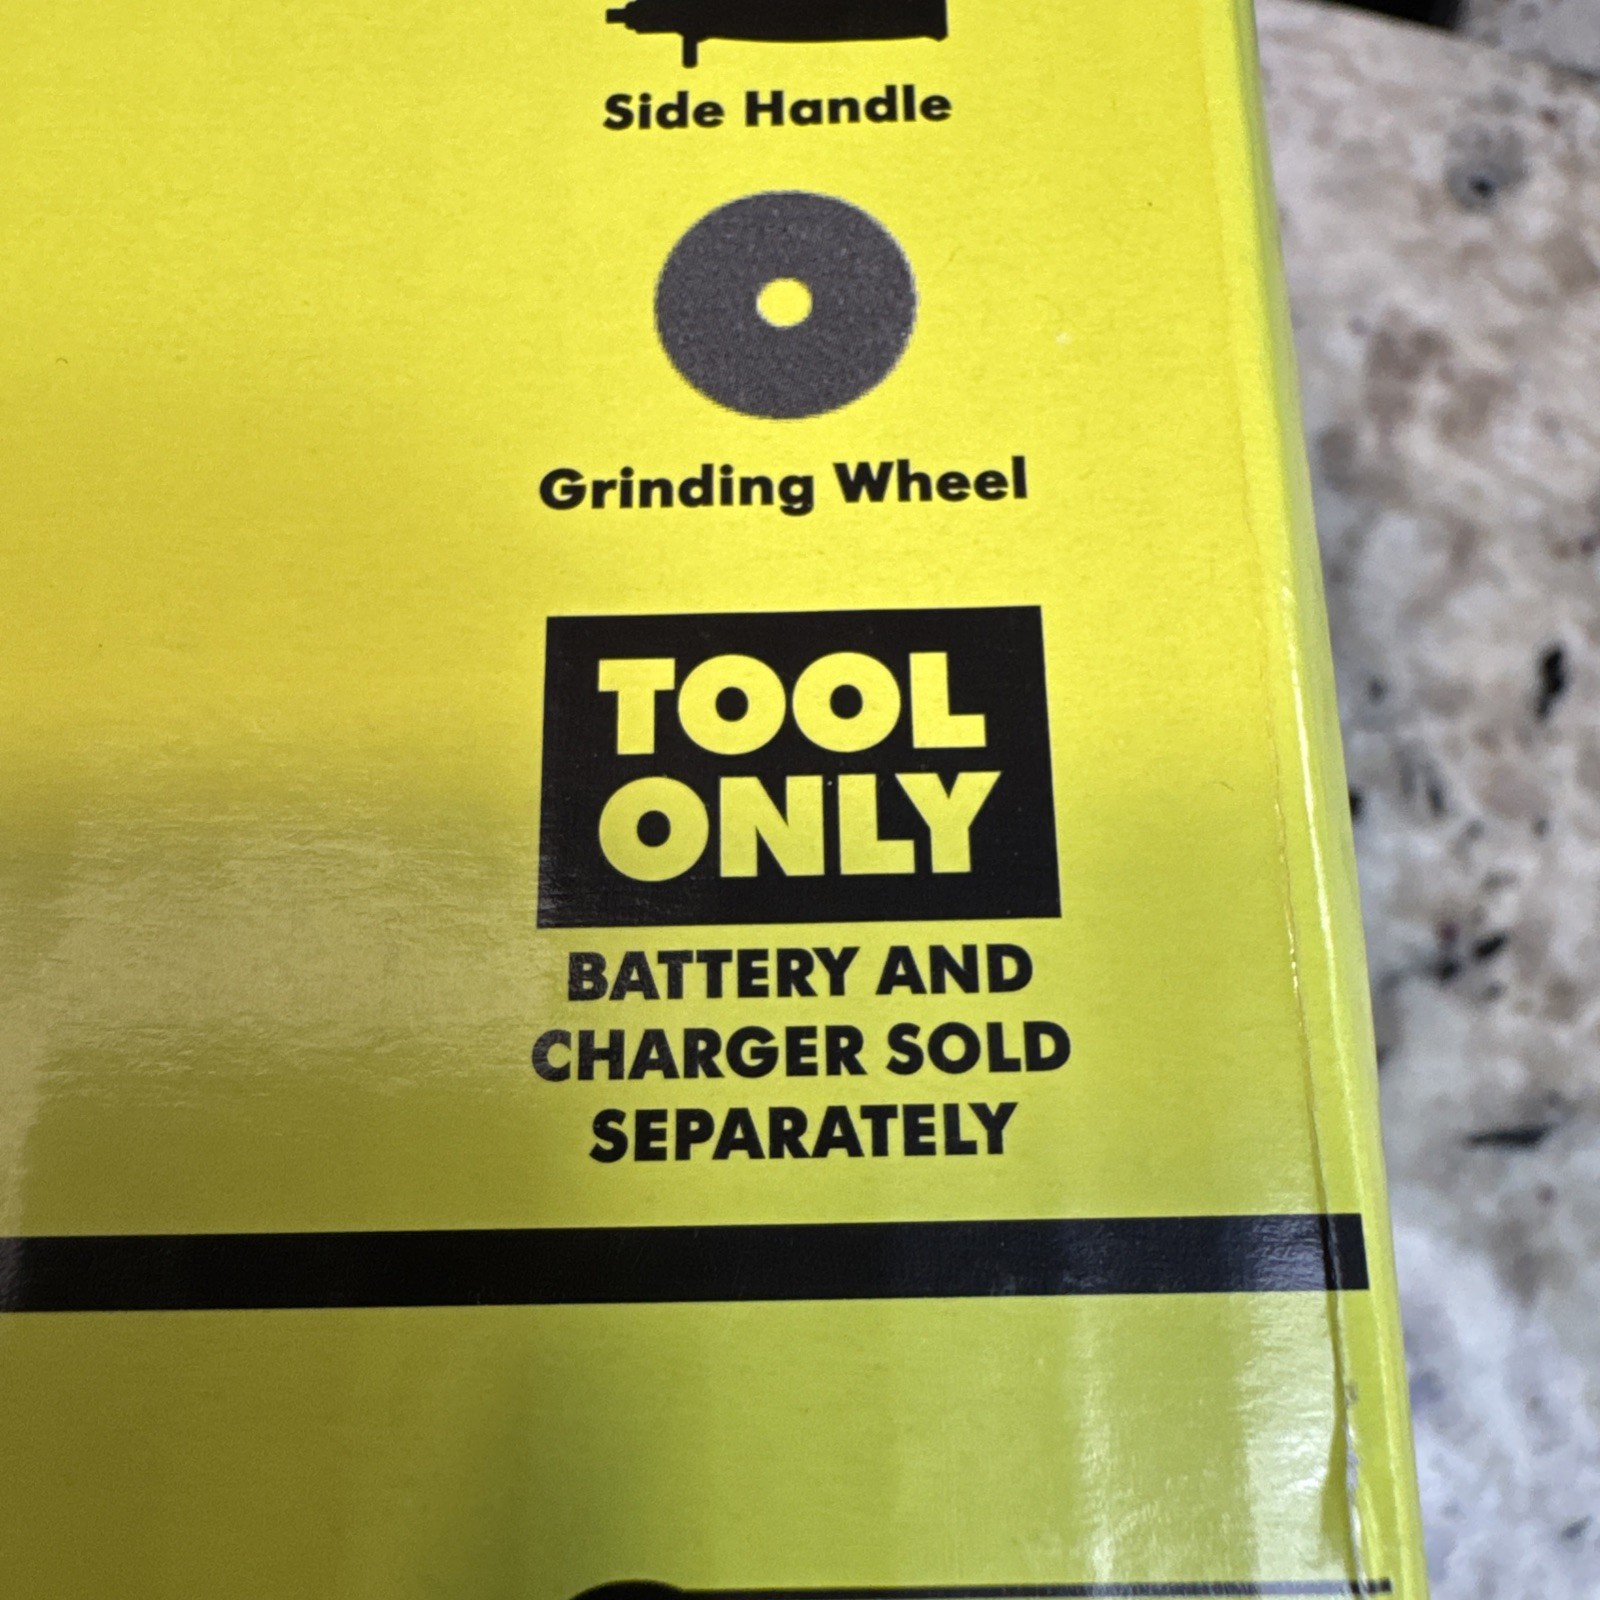 Side Handle
Grinding Wheel
TOOL
ONLY
BATTERY AND
CHARGER SOLD
SEPARATELY